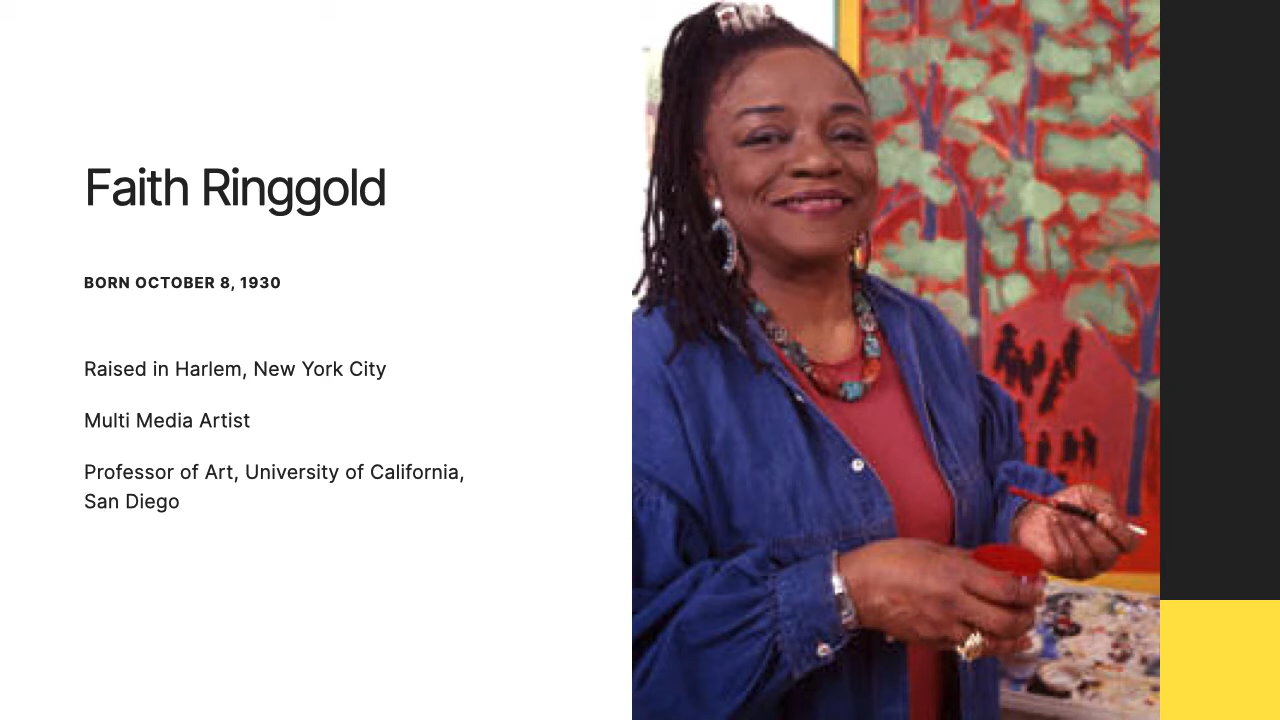 Faith Ringgold
BORN OCTOBER 8, 1930
Raised in Harlem, New York City
Multi Media Artist
Professor of Art, University of California,
San Diego